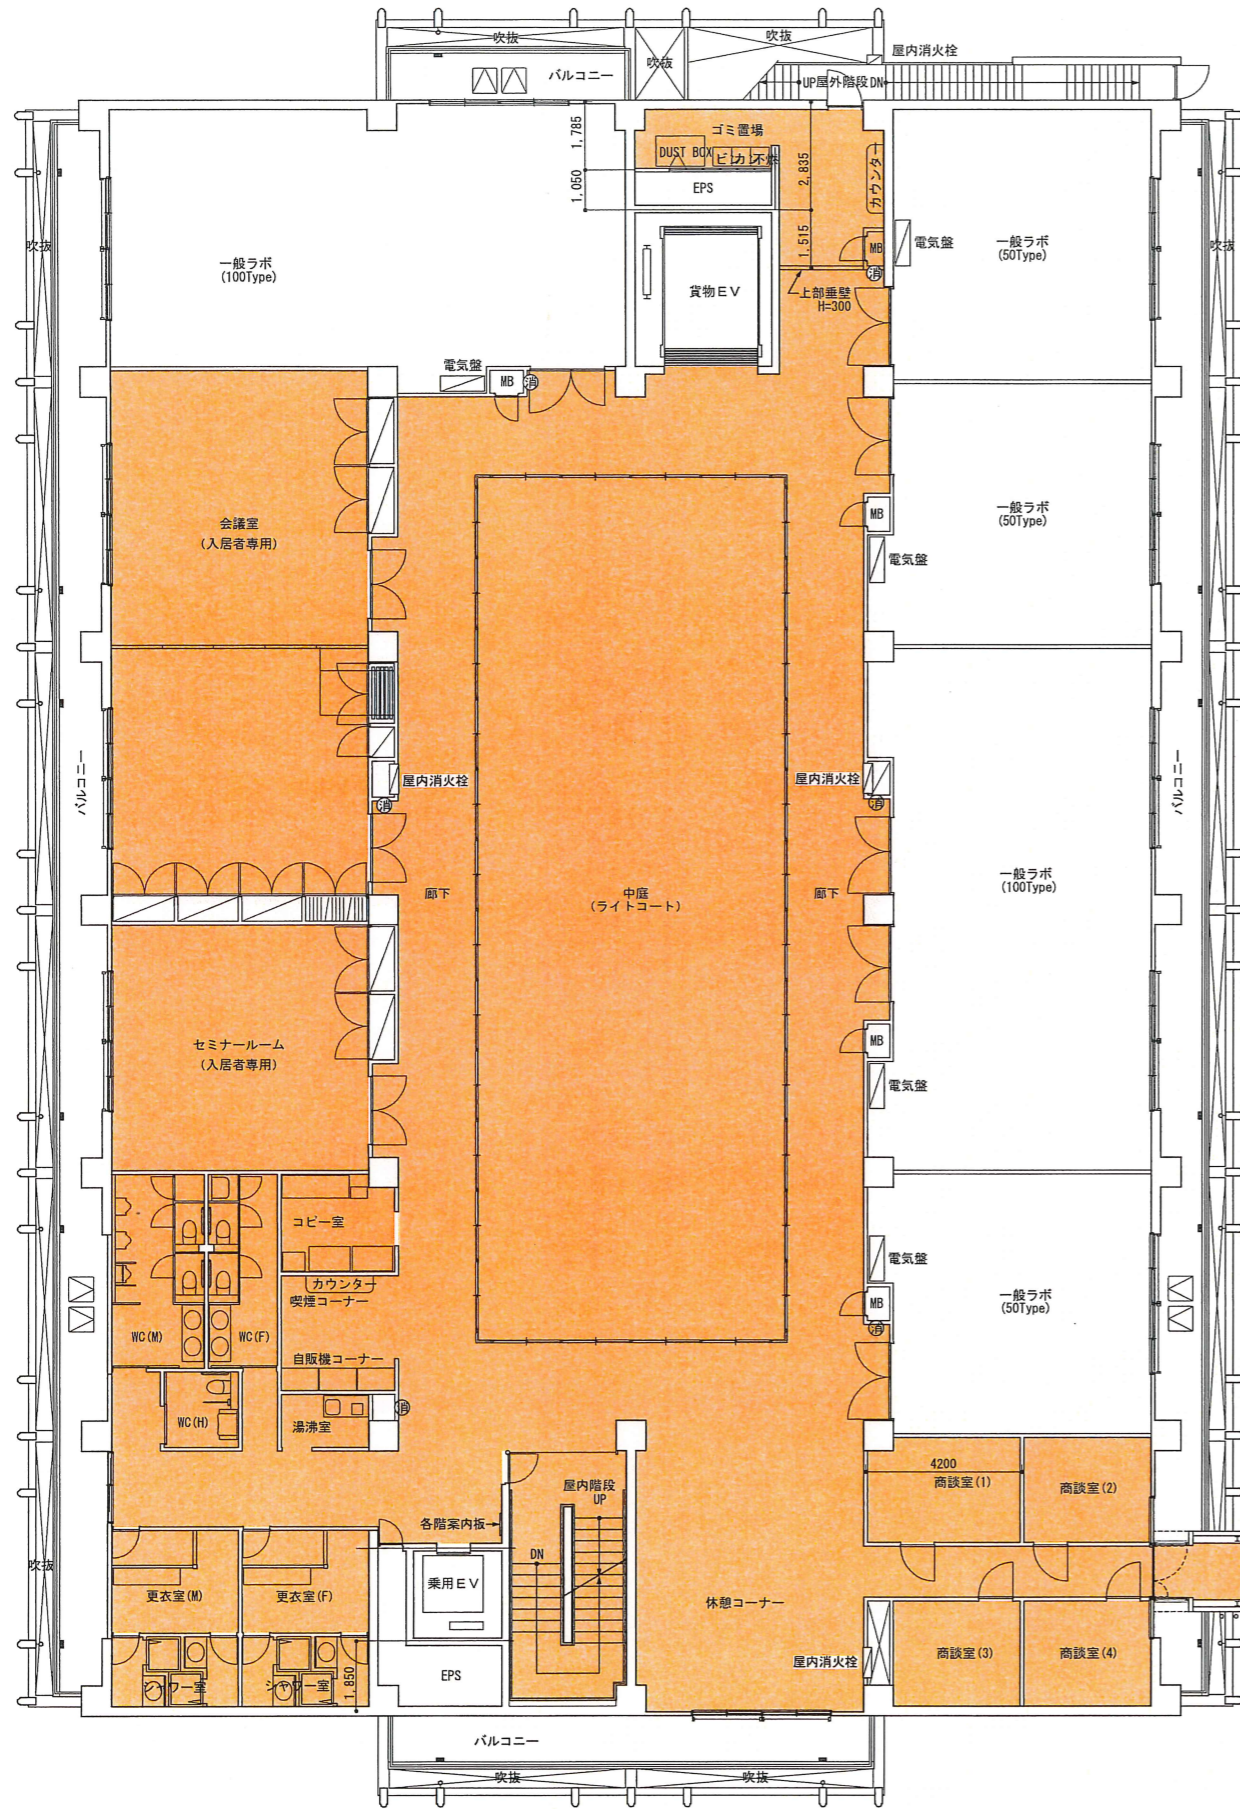 吹抜
吹抜
吹抜
屋内消火栓
バルコニー
UP屋外階段DN
ゴミ置場
DUST BOX
ビン
カン
不燃
1,785
1,050
2,835
1,515
カウンター
EPS
MB
消
電気盤
一般ラボ
(50Type)
吹抜
吹抜
一般ラボ
(100Type)
貨物EV
上部垂壁
H=300
電気盤
MB
消
会議室
(入居者専用)
MB
電気盤
一般ラボ
(50Type)
バルコニー
屋内消火栓
消
屋内消火栓
消
バルコニー
廊下
中庭
(ライトコート)
廊下
一般ラボ
(100Type)
セミナールーム
(入居者専用)
MB
電気盤
コピー室
カウンター
喫煙コーナー
電気盤
MB
消
一般ラボ
(50Type)
WC(M)
WC(F)
自販機コーナー
WC(H)
湯沸室
消
屋内階段
UP
DN
各階案内板
4200
商談室(1)
商談室(2)
吹抜
乗用EV
更衣室(M)
更衣室(F)
休憩コーナー
シャワー室
シャワー室
1,850
EPS
屋内消火栓
商談室(3)
商談室(4)
バルコニー
吹抜
吹抜